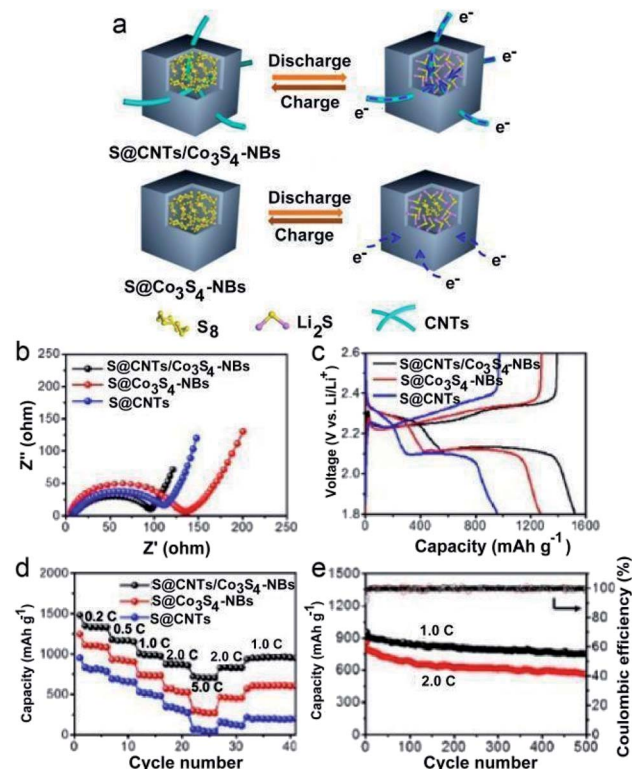 a
Discharge
Charge
e⁻
e⁻
e⁻
e⁻
S@CNTs/Co₃S₄-NBs
Discharge
Charge
e⁻
e⁻
e⁻
S@Co₃S₄-NBs
S₈
Li₂S
CNTs
b
250
200
150
100
50
0
S@CNTs/Co₃S₄-NBs
S@Co₃S₄-NBs
S@CNTs
Z'' (ohm)
0 50 100 150 200 250
Z' (ohm)
c
2.6
2.4
2.2
2.0
1.8
S@CNTs/Co₃S₄-NBs
S@Co₃S₄-NBs
S@CNTs
Voltage (V vs. Li/Li⁺)
0 400 800 1200 1600
Capacity (mAh g⁻¹)
d
2000
1500
1000
500
0
S@CNTs/Co₃S₄-NBs
S@Co₃S₄-NBs
S@CNTs
0.2 C
0.5 C
1.0 C
2.0 C
5.0 C
2.0 C
1.0 C
Capacity (mAh g⁻¹)
0 10 20 30 40
Cycle number
e
1500
1200
900
600
300
0
1.0 C
2.0 C
Capacity (mAh g⁻¹)
100
80
60
40
20
0
Coulombic efficiency (%)
0 100 200 300 400 500
Cycle number